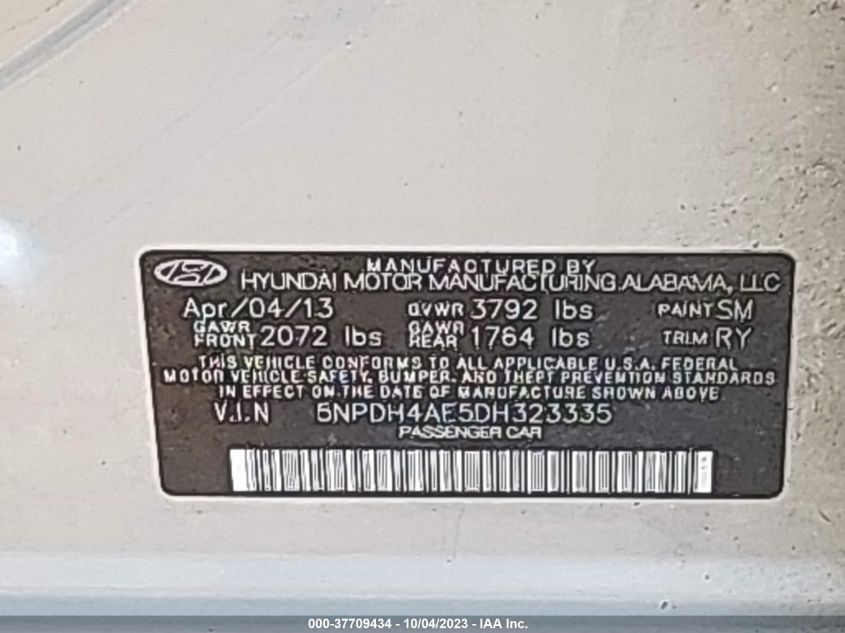 MANUFACTURED BY
HYUNDAI MOTOR MANUFACTURING ALABAMA, LLC
Apr/04/13 GVWR 3792 lbs PAINT SM
GAWR FRONT 2072 lbs GAWR REAR 1764 lbs TRIM RY
THIS VEHICLE CONFORMS TO ALL APPLICABLE U.S.A. FEDERAL
MOTOR VEHICLE SAFETY, BUMPER, AND THEFT PREVENTION STANDARDS
IN EFFECT ON THE DATE OF MANUFACTURE SHOWN ABOVE
V.I.N 5NPDH4AE5DH323335
PASSENGER CAR
000-37709434 - 10/04/2023 - IAA Inc.